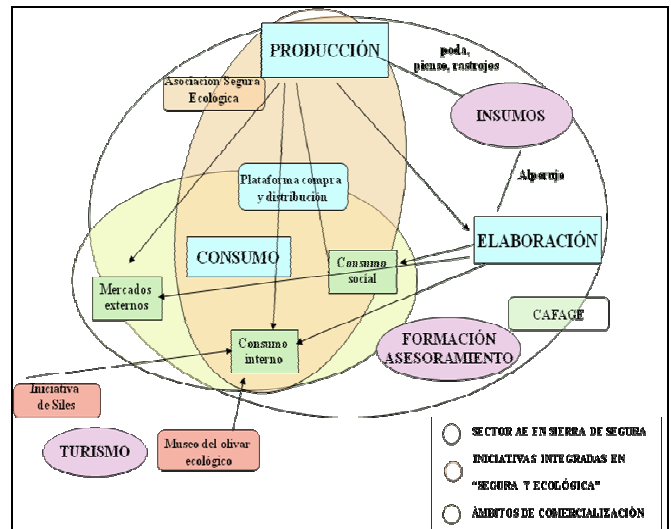 PRODUCCIÓN
poda,
pienso, rastrojos
Asociación Segura
Ecológica
INSUMOS
Plataforma compra
y distribución
Alperujo
ELABORACIÓN
CONSUMO
Consumo
social
Mercados
externos
CAFAGE
Consumo
interno
FORMACIÓN
ASESORAMIENTO
Iniciativa
de Siles
Museo del olivar
ecológico
TURISMO
SECTOR AE EN SIERRA DE SEGURA
INICIATIVAS INTEGRADAS EN
"SEGURA Y ECOLÓGICA"
ÁMBITOS DE COMERCIALIZACIÓN